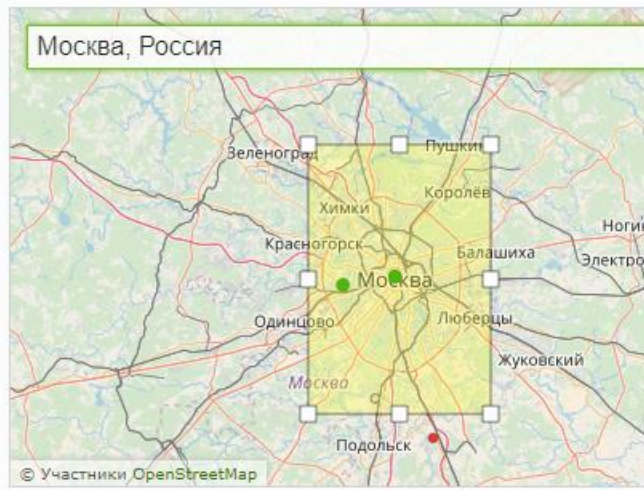 Москва, Россия
Зеленоград
Пушкин
Королёв
Химки
Ноги
Красногорск
Балашиха
Электро
Москва
Одинцово
Люберцы
Жуковский
Москва
Подольск
© Участники OpenStreetMap